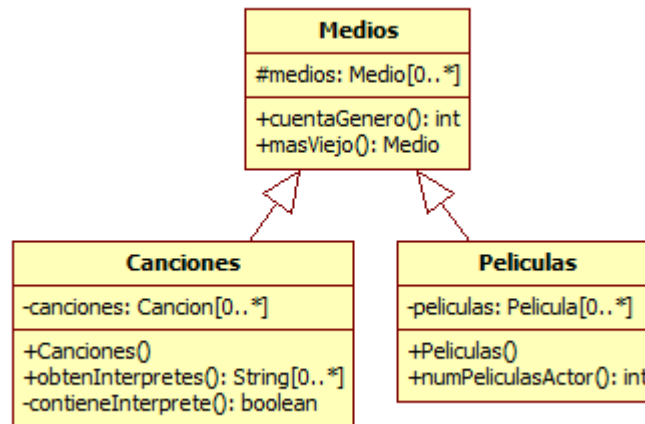 Medios
#medios: Medio[0..*]
+cuentaGenero(): int
+masViejo(): Medio
Canciones
-canciones: Cancion[0..*]
+Canciones()
+obtenInterpretes(): String[0..*]
-contieneInterprete(): boolean
Peliculas
-peliculas: Pelicula[0..*]
+Peliculas()
+numPeliculasActor(): int